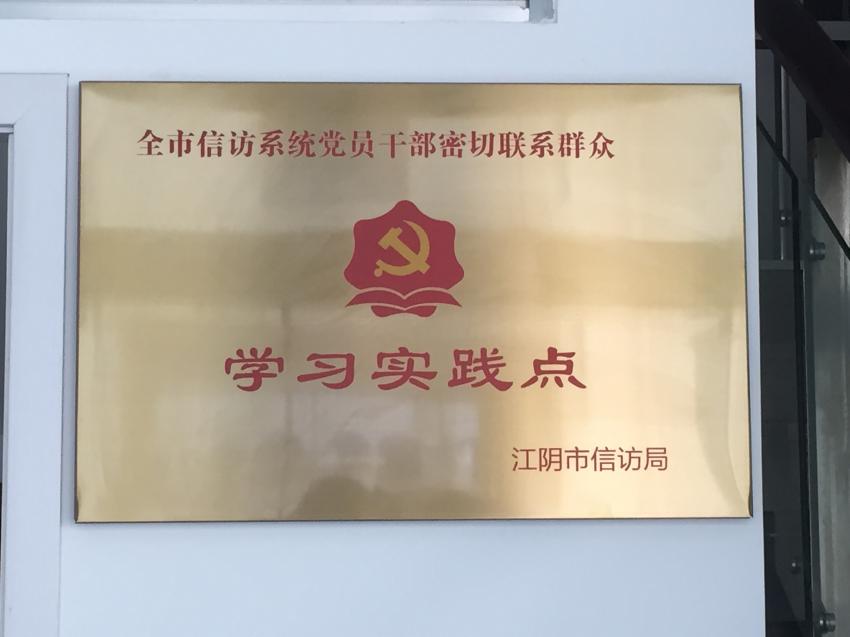 全市信访系统党员干部密切联系群众
学习实践点
江阴市信访局